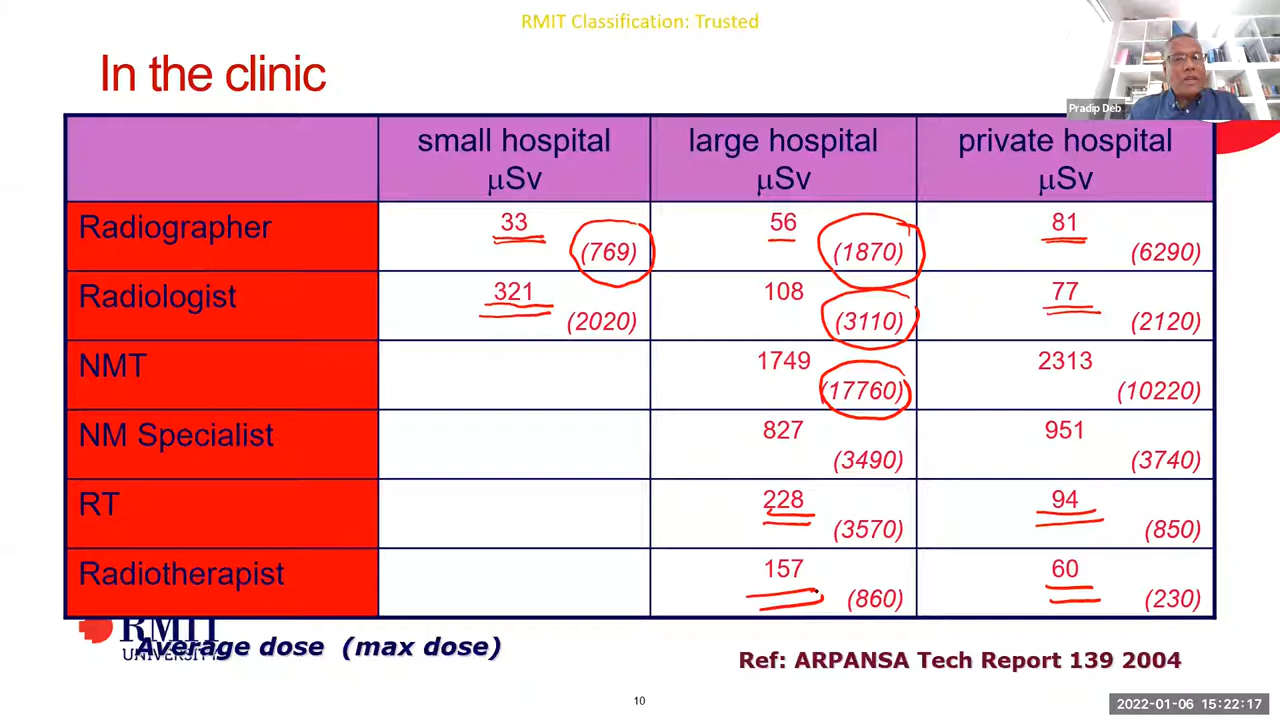 RMIT Classification: Trusted
In the clinic
Pradip Deb
small hospital large hospital private hospital
μSv μSv μSv
Radiographer 33 (769) 56 (1870) 81 (6290)
Radiologist 321 (2020) 108 (3110) 77 (2120)
NMT 1749 (17760) 2313 (10220)
NM Specialist 827 (3490) 951 (3740)
RT 228 (3570) 94 (850)
Radiotherapist 157 (860) 60 (230)
RMIT
UNIVERSITY
Average dose (max dose)
Ref: ARPANSA Tech Report 139 2004
10
2022-01-06 15:22:17